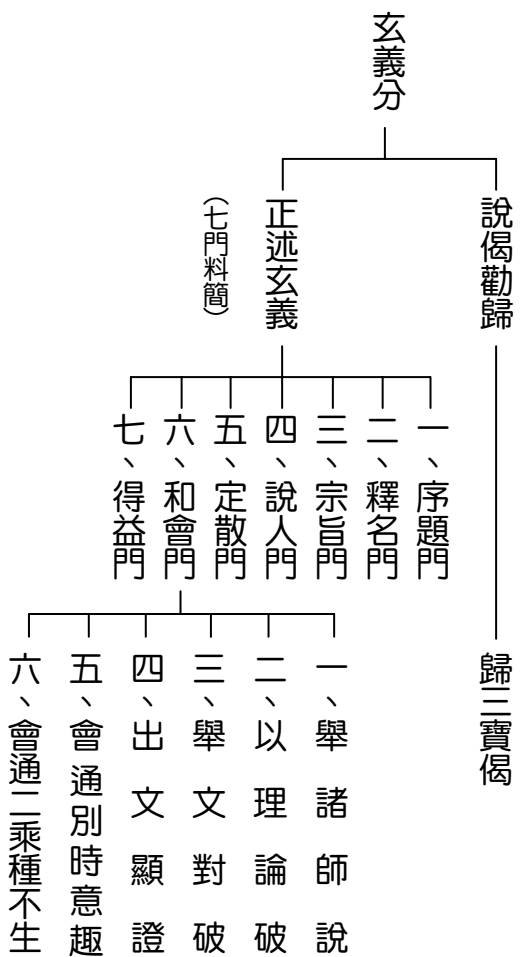 玄義分
說偈勸歸
歸三寶偈
正述玄義
（七門料簡）
一、序題門
二、釋名門
三、宗旨門
四、說人門
五、定散門
六、和會門
七、得益門
一、舉諸師說
二、以理論破
三、舉文對破
四、出文顯證
五、會通別時意趣
六、會通二乘種不生